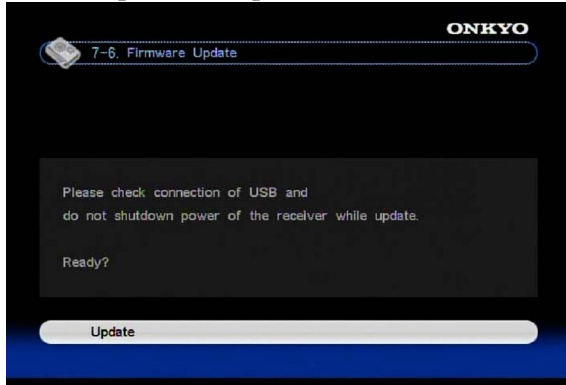 ONKYO
7-6. Firmware Update
Please check connection of USB and
do not shutdown power of the receiver while update.
Ready?
Update